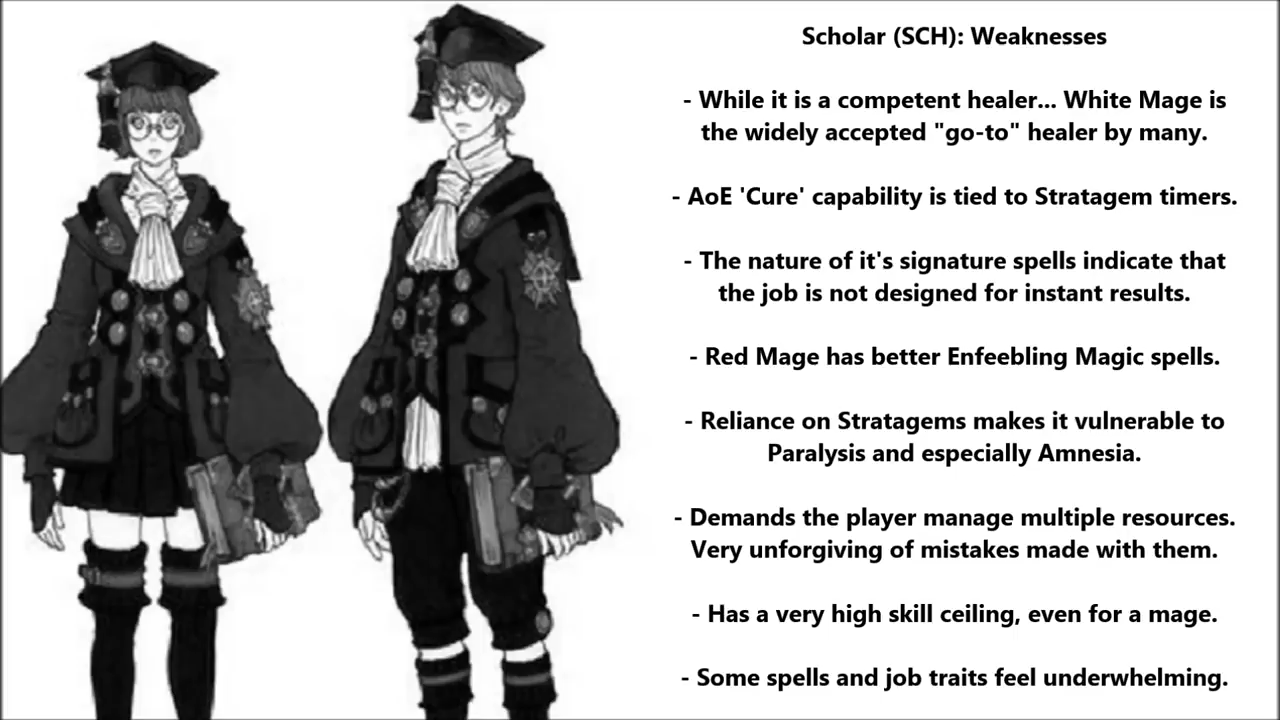 Scholar (SCH): Weaknesses
- While it is a competent healer... White Mage is
the widely accepted "go-to" healer by many.
- AoE 'Cure' capability is tied to Stratagem timers.
- The nature of it's signature spells indicate that
the job is not designed for instant results.
- Red Mage has better Enfeebling Magic spells.
- Reliance on Stratagems makes it vulnerable to
Paralysis and especially Amnesia.
- Demands the player manage multiple resources.
Very unforgiving of mistakes made with them.
- Has a very high skill ceiling, even for a mage.
- Some spells and job traits feel underwhelming.